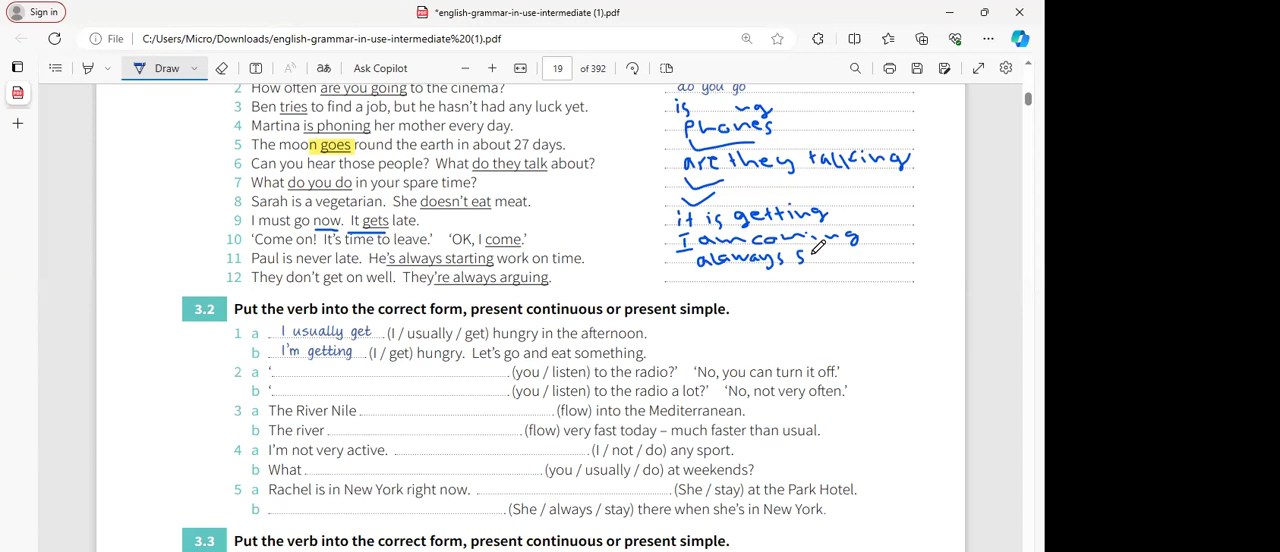 Sign in
*english-grammar-in-use-intermediate (1).pdf
File C:/Users/Micro/Downloads/english-grammar-in-use-intermediate%20(1).pdf
Draw Ask Copilot 19 of 392
2 How often are you going to the cinema? do you go
3 Ben tries to find a job, but he hasn't had any luck yet. is ng
4 Martina is phoning her mother every day. phones
5 The moon goes round the earth in about 27 days.
6 Can you hear those people? What do they talk about? are they talking
7 What do you do in your spare time?
8 Sarah is a vegetarian. She doesn't eat meat.
9 I must go now. It gets late. it is getting
10 'Come on! It's time to leave.' 'OK, I come.' I am coming
11 Paul is never late. He's always starting work on time. alaways s
12 They don't get on well. They're always arguing.
3.2 Put the verb into the correct form, present continuous or present simple.
1 a I usually get (I / usually / get) hungry in the afternoon.
b I'm getting (I / get) hungry. Let's go and eat something.
2 a ' (you / listen) to the radio?' 'No, you can turn it off.'
b ' (you / listen) to the radio a lot?' 'No, not very often.'
3 a The River Nile (flow) into the Mediterranean.
b The river (flow) very fast today – much faster than usual.
4 a I'm not very active. (I / not / do) any sport.
b What (you / usually / do) at weekends?
5 a Rachel is in New York right now. (She / stay) at the Park Hotel.
b (She / always / stay) there when she's in New York.
3.3 Put the verb into the correct form, present continuous or present simple.